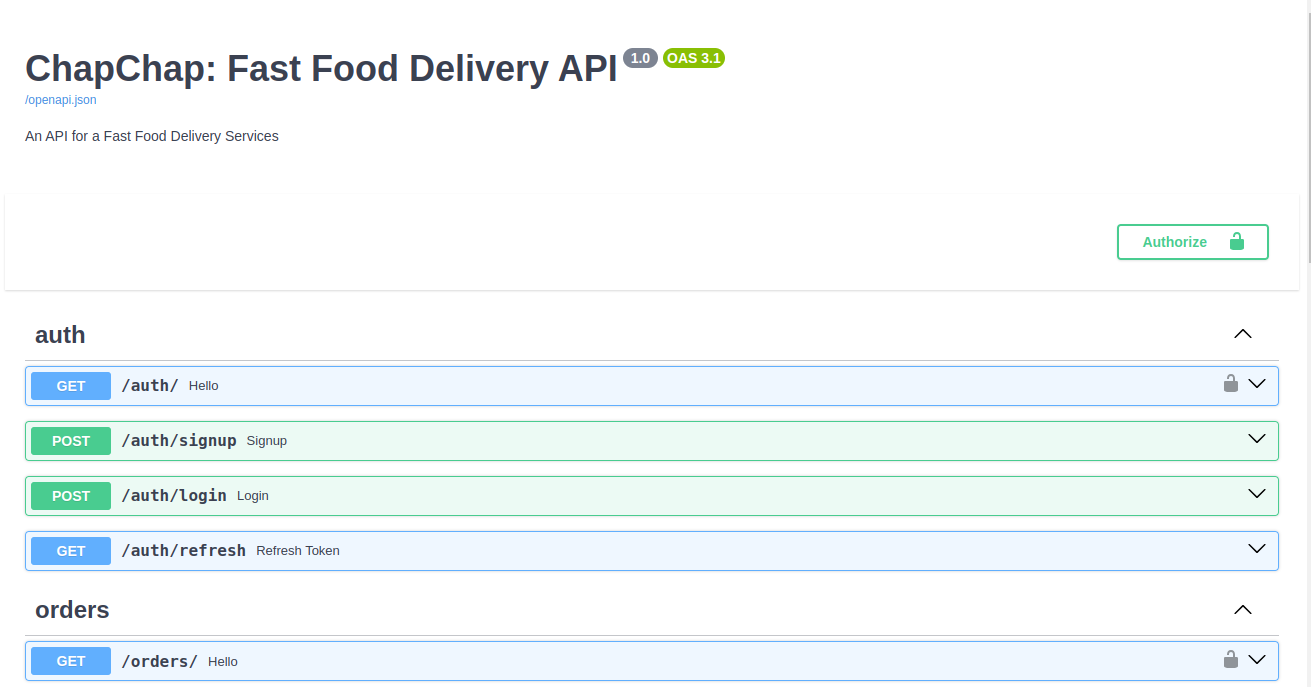 ChapChap: Fast Food Delivery API 1.0 OAS 3.1
/openapi.json
An API for a Fast Food Delivery Services
Authorize
auth
GET /auth/ Hello
POST /auth/signup Signup
POST /auth/login Login
GET /auth/refresh Refresh Token
orders
GET /orders/ Hello